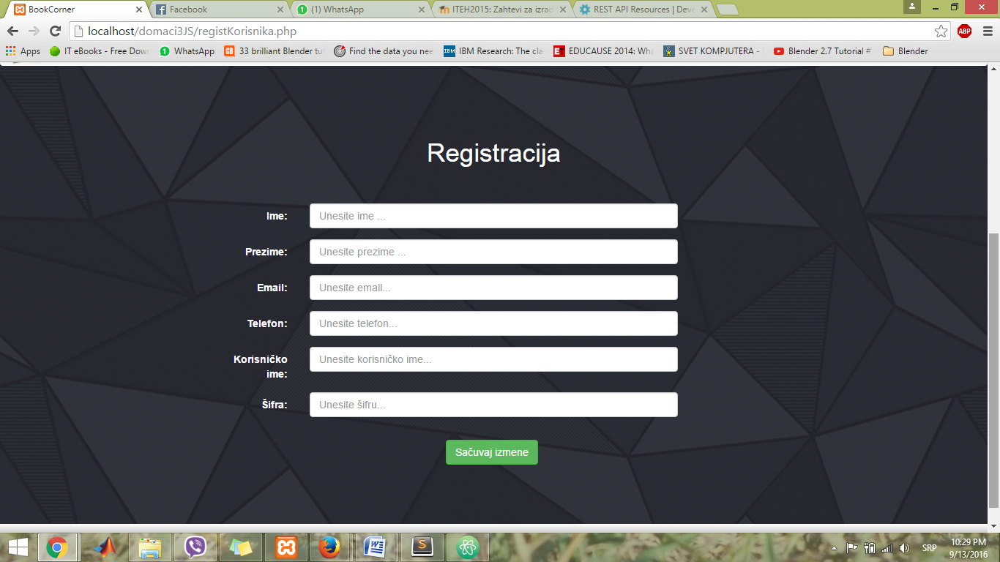 BookCorner
Facebook
(1) WhatsApp
ITEH2015: Zahtevi za izrad
REST API Resources | Deve
localhost/domaci3JS/registKorisnika.php
ABP
Apps
IT eBooks - Free Dow
WhatsApp
33 brilliant Blender tu
Find the data you nee
IBM Research: The cla
EDUCAUSE 2014: Wha
SVET KOMPJUTERA -
Blender 2.7 Tutorial #
Blender
Registracija
Ime:
Unesite ime ...
Prezime:
Unesite prezime ...
Email:
Unesite email...
Telefon:
Unesite telefon...
Korisničko
ime:
Unesite korisničko ime...
Šifra:
Unesite šifru...
Sačuvaj izmene
SRP
10:29 PM
9/13/2016